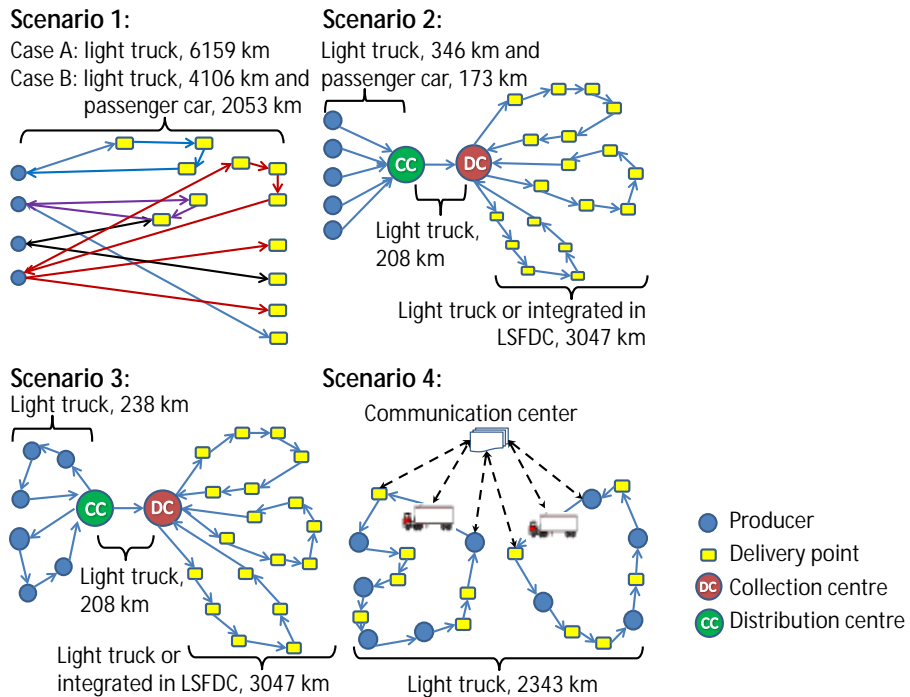 Scenario 1:
Case A: light truck, 6159 km
Case B: light truck, 4106 km and
passenger car, 2053 km
Scenario 2:
Light truck, 346 km and
passenger car, 173 km
CC
DC
Light truck,
208 km
Light truck or integrated in
LSFDC, 3047 km
Scenario 3:
Light truck, 238 km
CC
DC
Light truck,
208 km
Light truck or
integrated in LSFDC, 3047 km
Scenario 4:
Communication center
Light truck, 2343 km
Producer
Delivery point
DC Collection centre
CC Distribution centre